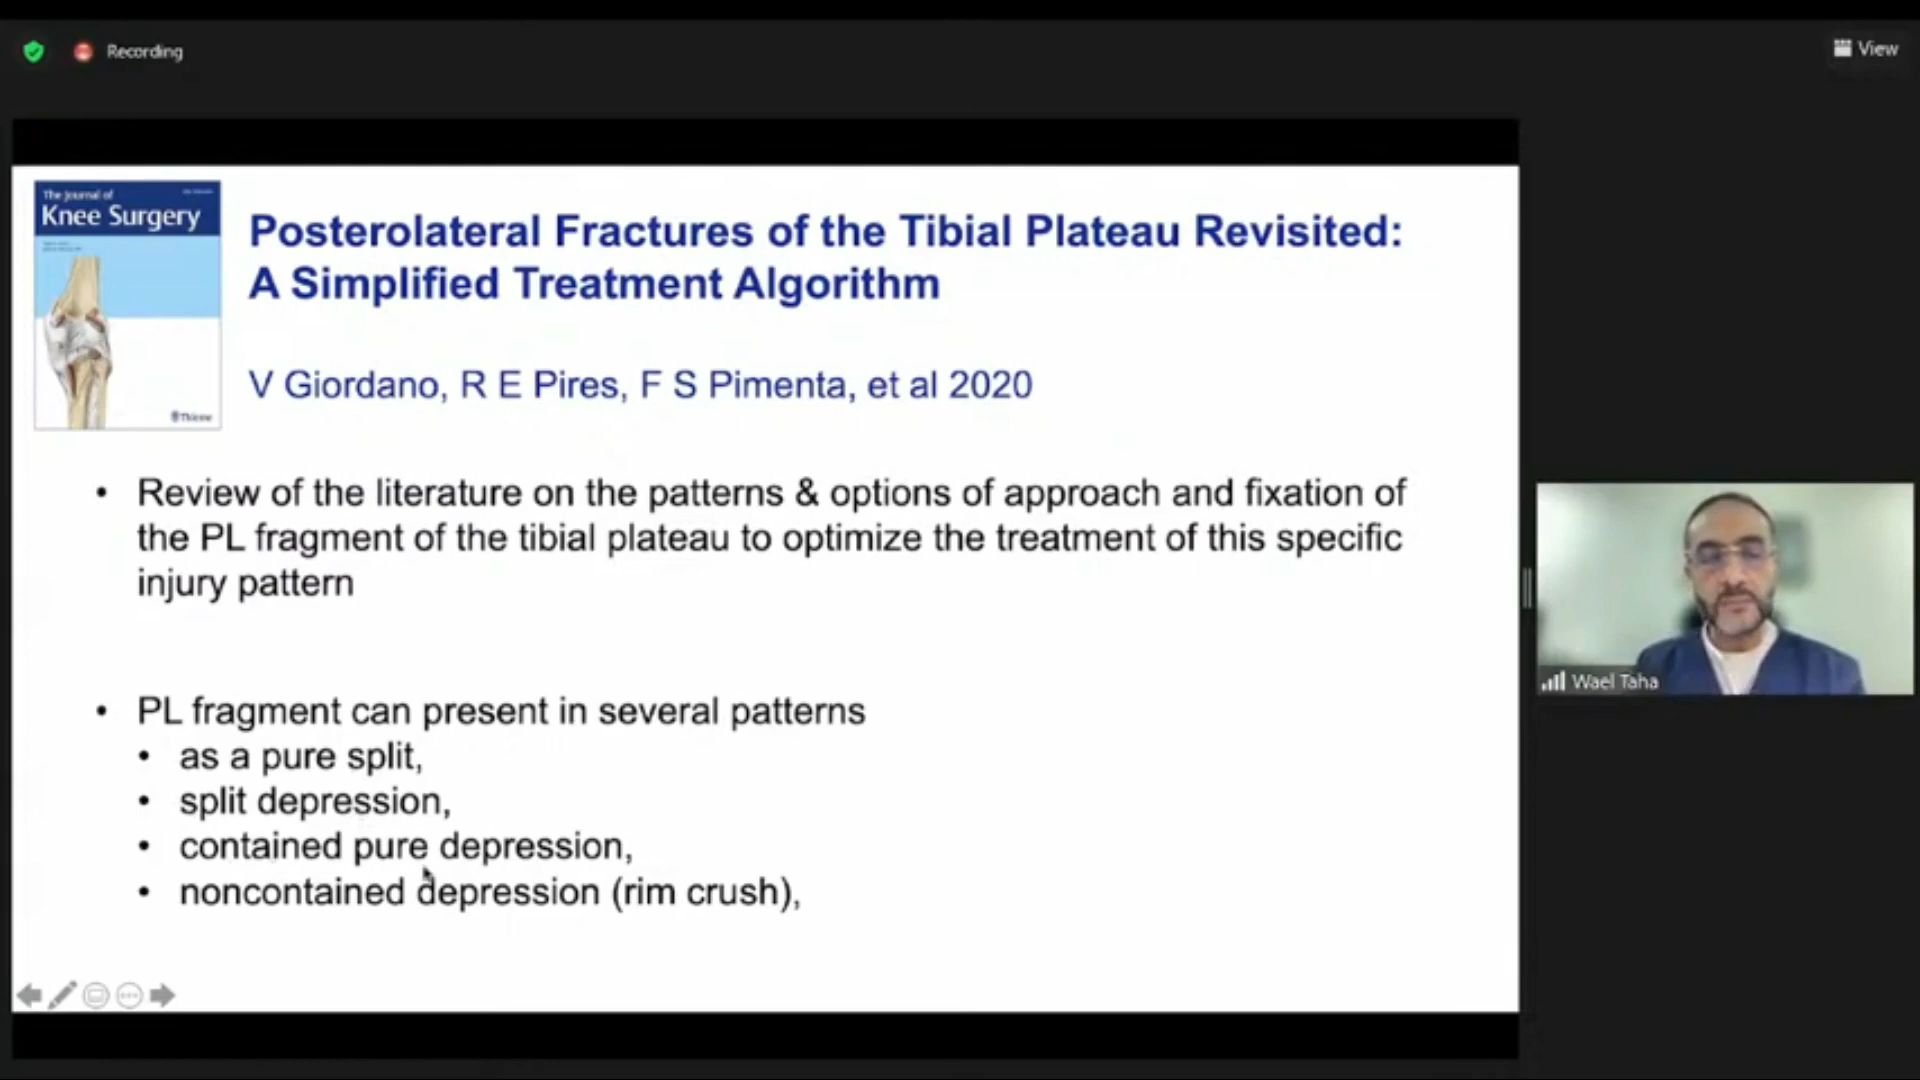 Recording
View
The Journal of
Knee Surgery
Thieme
Posterolateral Fractures of the Tibial Plateau Revisited:
A Simplified Treatment Algorithm
V Giordano, R E Pires, F S Pimenta, et al 2020
• Review of the literature on the patterns & options of approach and fixation of
the PL fragment of the tibial plateau to optimize the treatment of this specific
injury pattern
• PL fragment can present in several patterns
• as a pure split,
• split depression,
• contained pure depression,
• noncontained depression (rim crush),
Wael Taha